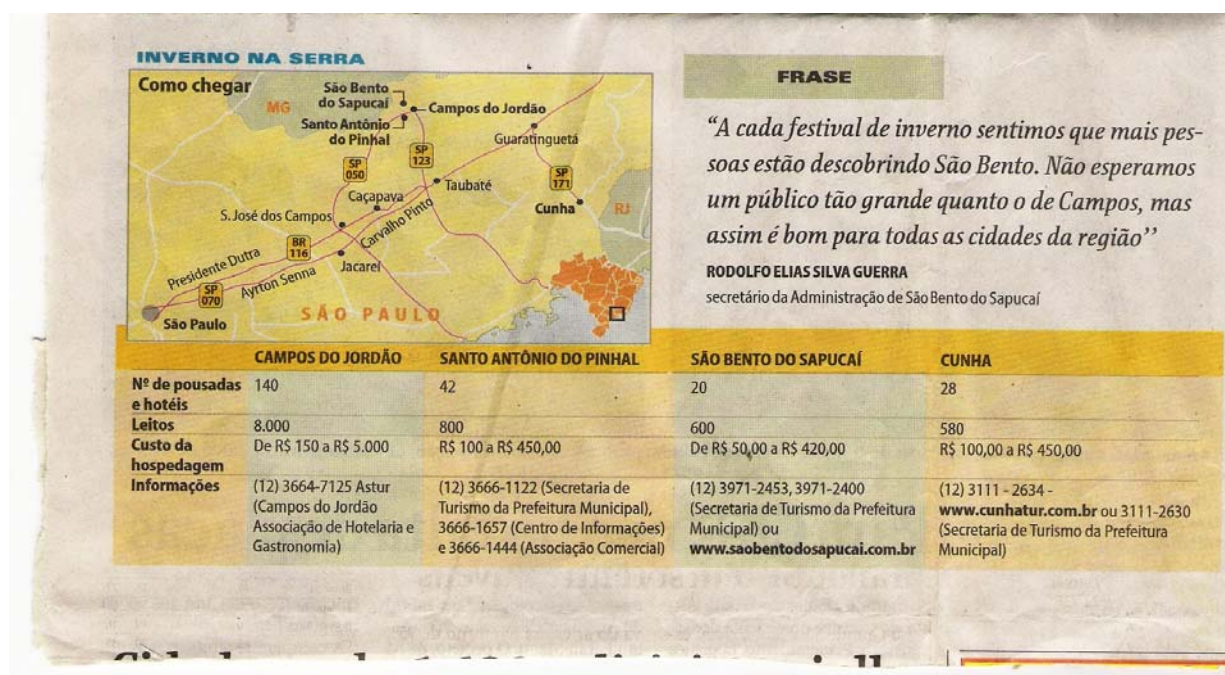 INVERNO NA SERRA
Como chegar
MG
São Bento
do Sapucaí
Campos do Jordão
Santo Antônio
do Pinhal
Guaratinguetá
SP
050
SP
123
SP
171
Taubaté
Caçapava
Cunha
RJ
S. José dos Campos
Carvalho Pinto
BR
116
Jacareí
Presidente Dutra
Ayrton Senna
SP
070
São Paulo
SÃO PAULO
FRASE
“A cada festival de inverno sentimos que mais pes-
soas estão descobrindo São Bento. Não esperamos
um público tão grande quanto o de Campos, mas
assim é bom para todas as cidades da região’’
RODOLFO ELIAS SILVA GUERRA
secretário da Administração de São Bento do Sapucaí
CAMPOS DO JORDÃO SANTO ANTÔNIO DO PINHAL SÃO BENTO DO SAPUCAÍ CUNHA
Nº de pousadas 140 42 20 28
e hotéis
Leitos 8.000 800 600 580
Custo da De R$ 150 a R$ 5.000 R$ 100 a R$ 450,00 De R$ 50,00 a R$ 420,00 R$ 100,00 a R$ 450,00
hospedagem
Informações (12) 3664-7125 Astur (12) 3666-1122 (Secretaria de (12) 3971-2453, 3971-2400 (12) 3111 - 2634 -
(Campos do Jordão Turismo da Prefeitura Municipal), (Secretaria de Turismo da Prefeitura www.cunhatur.com.br ou 3111-2630
Associação de Hotelaria e 3666-1657 (Centro de Informações) Municipal) ou (Secretaria de Turismo da Prefeitura
Gastronomia) e 3666-1444 (Associação Comercial) www.saobentodosapucai.com.br Municipal)